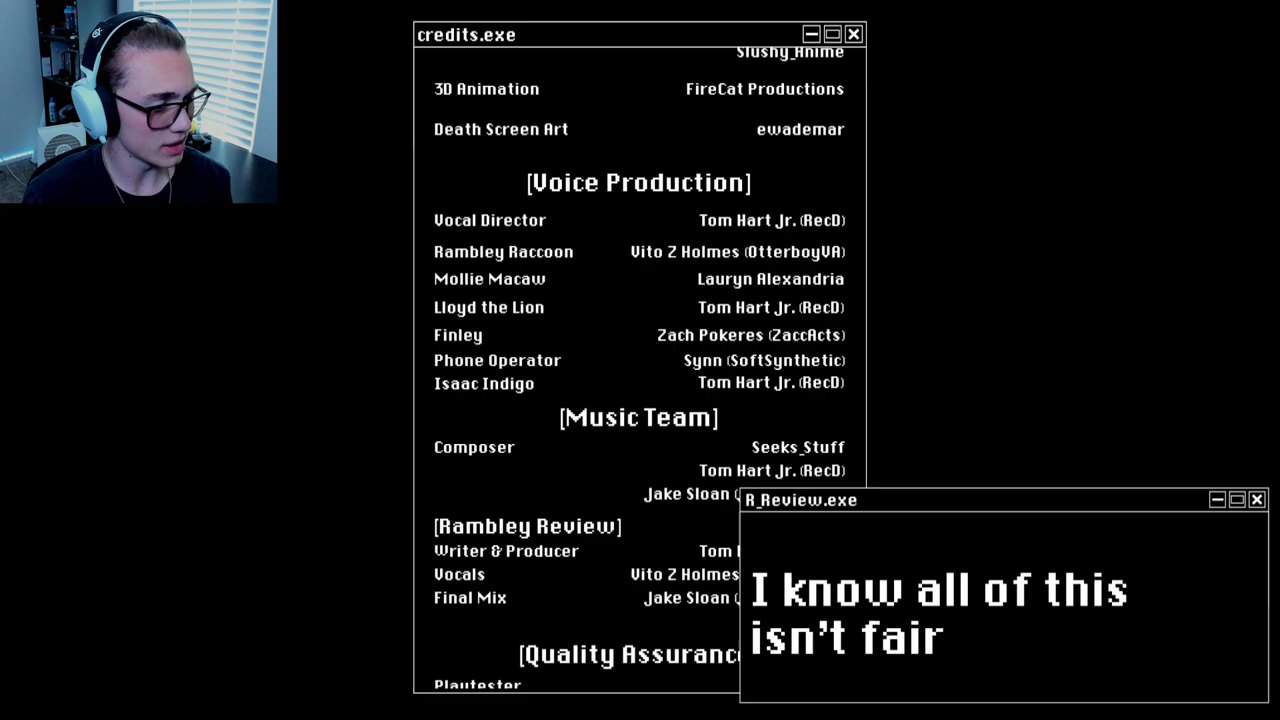 credits.exe
Slushy_Anime
3D Animation FireCat Productions
Death Screen Art ewademar
[Voice Production]
Vocal Director Tom Hart Jr. (RecD)
Rambley Raccoon Vito Z Holmes (OtterboyVA)
Mollie Macaw Lauryn Alexandria
Lloyd the Lion Tom Hart Jr. (RecD)
Finley Zach Pokeres (ZaccActs)
Phone Operator Synn (SoftSynthetic)
Isaac Indigo Tom Hart Jr. (RecD)
[Music Team]
Composer Seeks_Stuff
Tom Hart Jr. (RecD)
Jake Sloan (
[Rambley Review]
Writer & Producer Tom
Vocals Vito Z Holmes
Final Mix Jake Sloan (
[Quality Assurance
Playtester
R_Review.exe
I know all of this
isn't fair